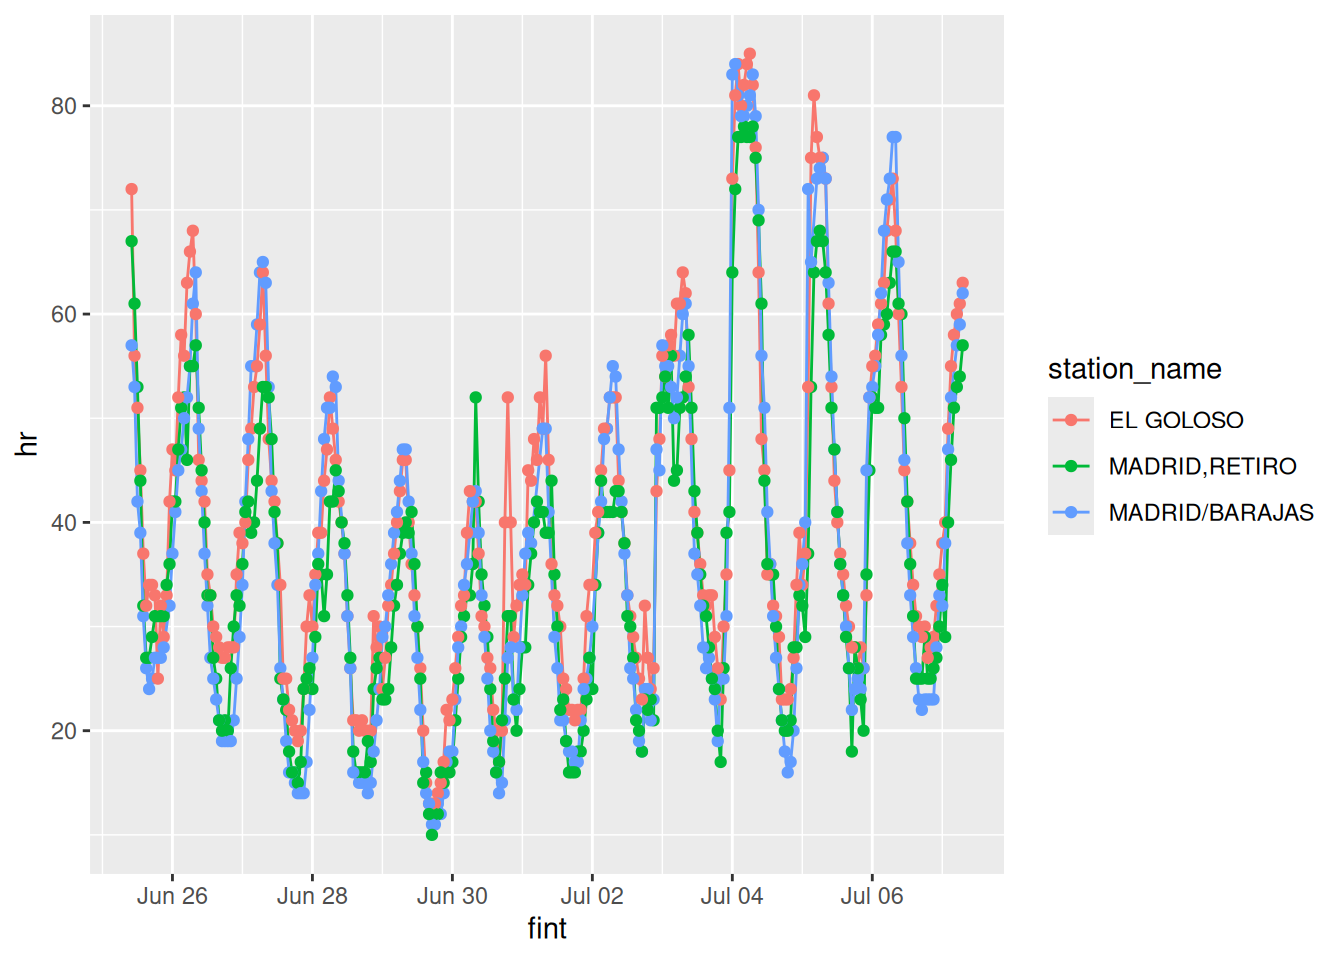 80
60
40
20
hr
Jun 26
Jun 28
Jun 30
Jul 02
Jul 04
Jul 06
fint
station_name
EL GOLOSO
MADRID,RETIRO
MADRID/BARAJAS